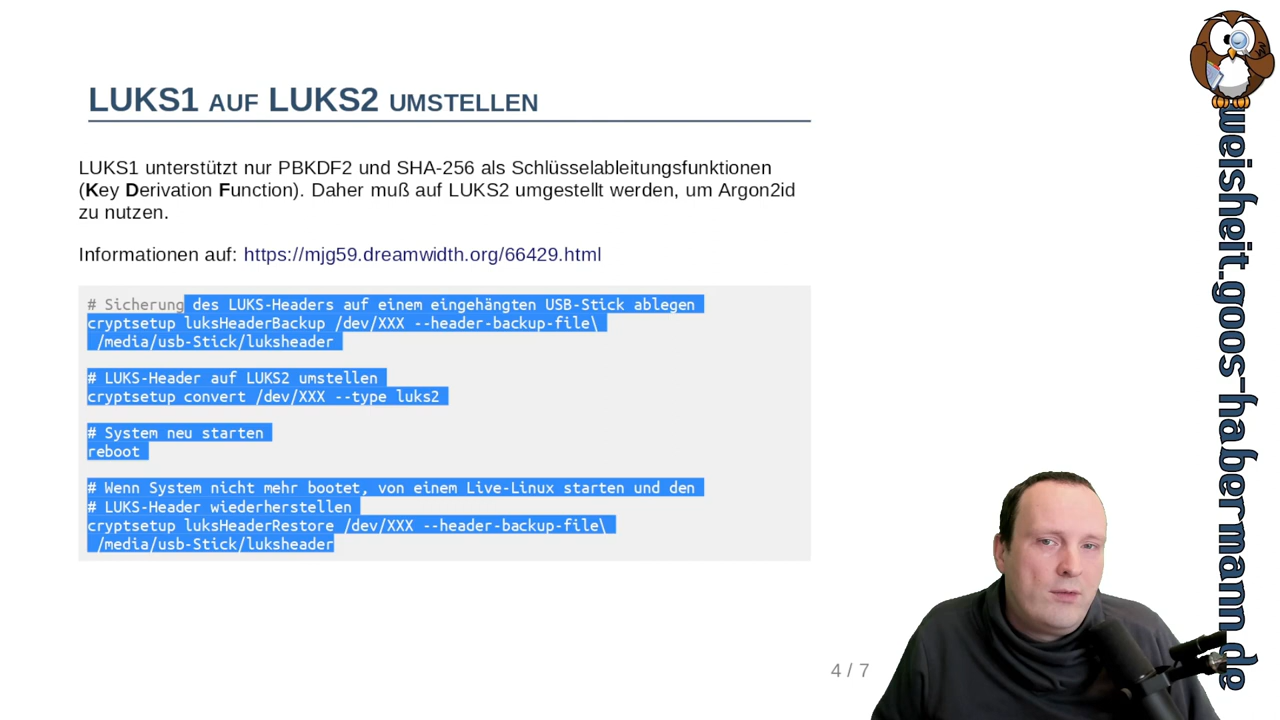 LUKS1 AUF LUKS2 UMSTELLEN
LUKS1 unterstützt nur PBKDF2 und SHA-256 als Schlüsselableitungsfunktionen
(Key Derivation Function). Daher muß auf LUKS2 umgestellt werden, um Argon2id
zu nutzen.
Informationen auf: https://mjg59.dreamwidth.org/66429.html
# Sicherung des LUKS-Headers auf einem eingehängten USB-Stick ablegen
cryptsetup luksHeaderBackup /dev/XXX --header-backup-file\
 /media/usb-Stick/luksheader
# LUKS-Header auf LUKS2 umstellen
cryptsetup convert /dev/XXX --type luks2
# System neu starten
reboot
# Wenn System nicht mehr bootet, von einem Live-Linux starten und den
# LUKS-Header wiederherstellen
cryptsetup luksHeaderRestore /dev/XXX --header-backup-file\
 /media/usb-Stick/luksheader
4 / 7
weisheit.goos-habermann.de